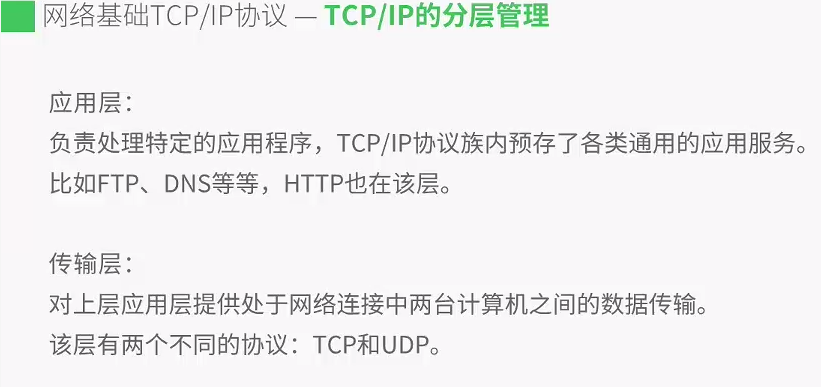 网络基础TCP/IP协议 — TCP/IP的分层管理
应用层：
负责处理特定的应用程序，TCP/IP协议族内预存了各类通用的应用服务。
比如FTP、DNS等等，HTTP也在该层。
传输层：
对上层应用层提供处于网络连接中两台计算机之间的数据传输。
该层有两个不同的协议：TCP和UDP。